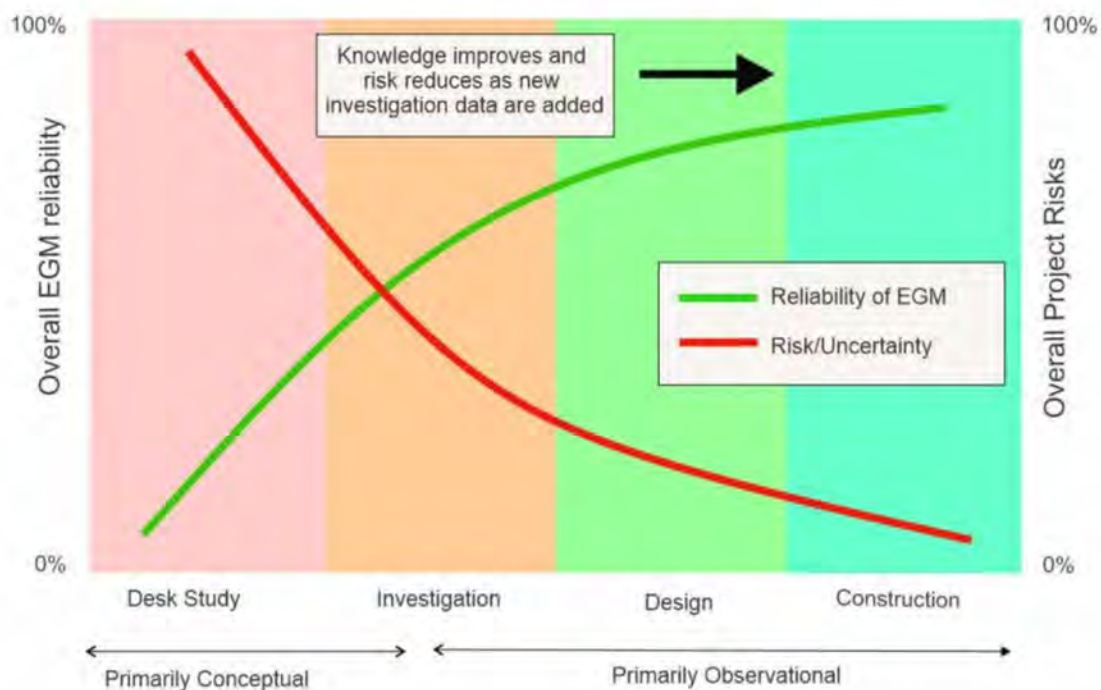 100%
100%
Knowledge improves and
risk reduces as new
investigation data are added
Overall EGM reliability
Overall Project Risks
Reliability of EGM
Risk/Uncertainty
0%
0%
Desk Study
Investigation
Design
Construction
Primarily Conceptual
Primarily Observational